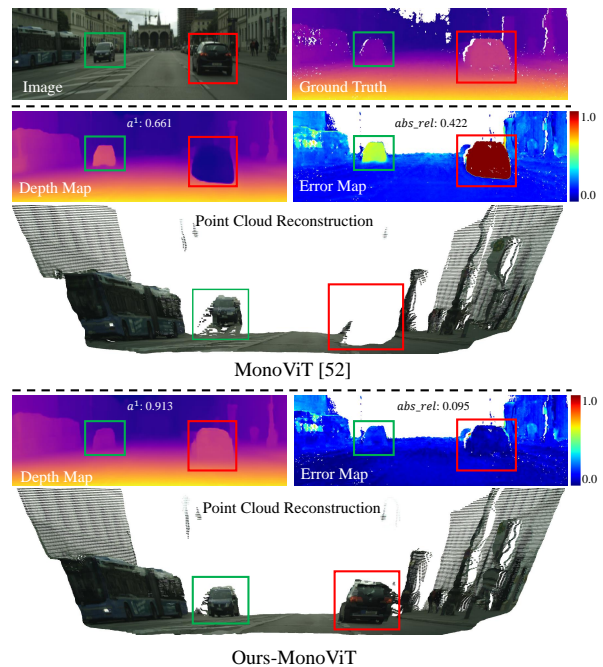 Image
Ground Truth
a¹: 0.661
abs_rel: 0.422
1.0
Depth Map
Error Map
0.0
Point Cloud Reconstruction
MonoViT [52]
a¹: 0.913
abs_rel: 0.095
1.0
Depth Map
Error Map
0.0
Point Cloud Reconstruction
Ours-MonoViT